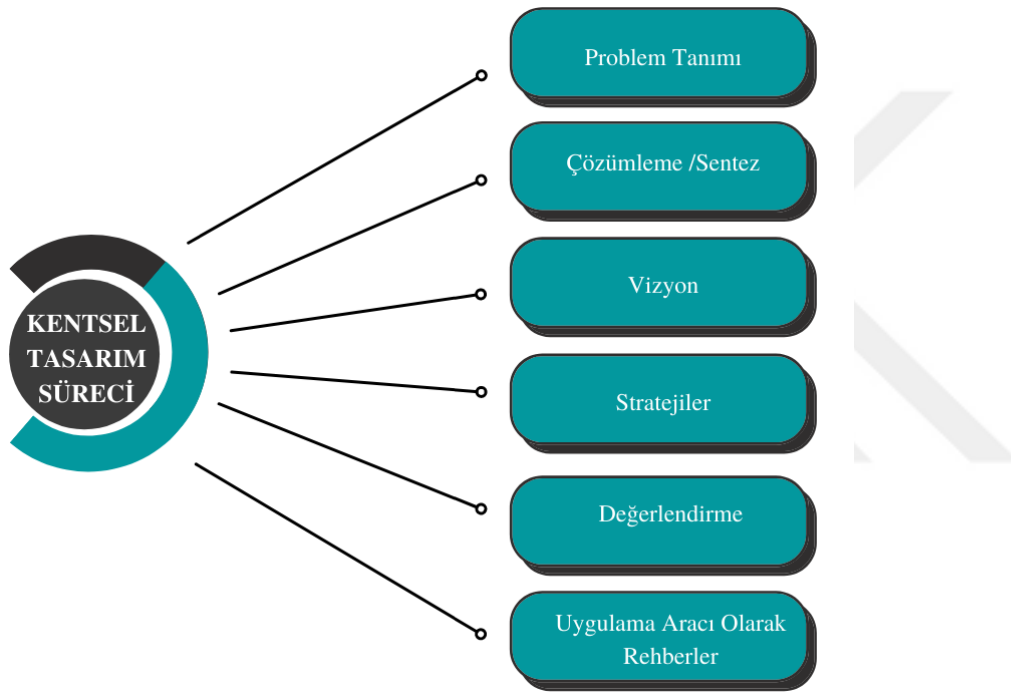 Problem Tanımı
Çözümleme /Sentez
Vizyon
KENTSEL
TASARIM
SÜRECİ
Stratejiler
Değerlendirme
Uygulama Aracı Olarak
Rehberler